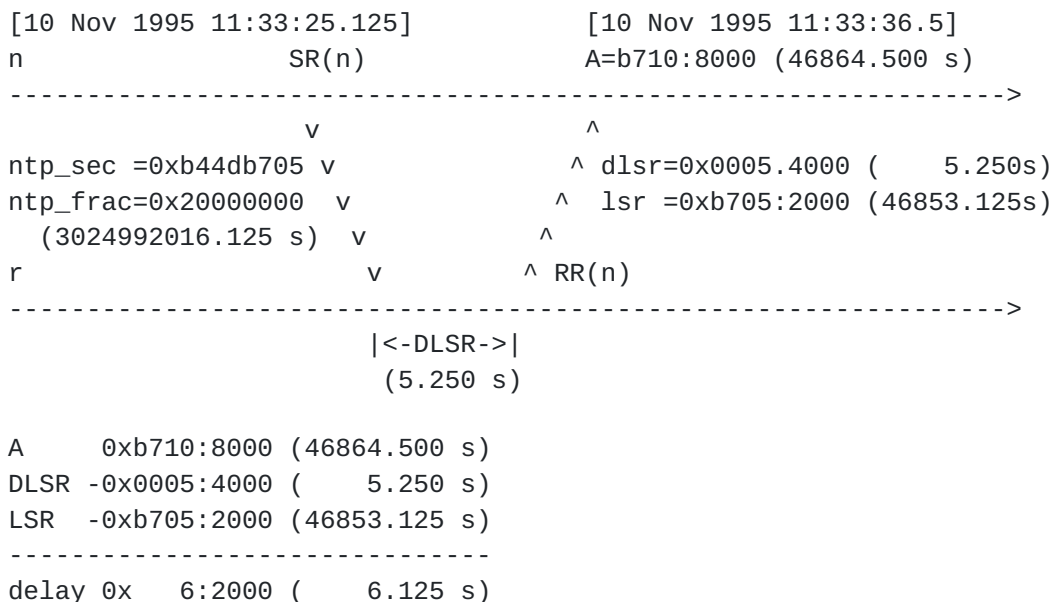 [10 Nov 1995 11:33:25.125]           [10 Nov 1995 11:33:36.5]
n                 SR(n)              A=b710:8000 (46864.500 s)
---------------------------------------------------------------->
                   v                 ^
ntp_sec =0xb44db705 v               ^ dlsr=0x0005.4000 (    5.250s)
ntp_frac=0x20000000  v             ^  lsr =0xb705:2000 (46853.125s)
  (3024992016.125 s)  v           ^
r                      v         ^ RR(n)
---------------------------------------------------------------->
                       |<-DLSR->|
                        (5.250 s)
A     0xb710:8000 (46864.500 s)
DLSR -0x0005:4000 (    5.250 s)
LSR  -0xb705:2000 (46853.125 s)
-------------------------------
delay 0x   6:2000 (    6.125 s)